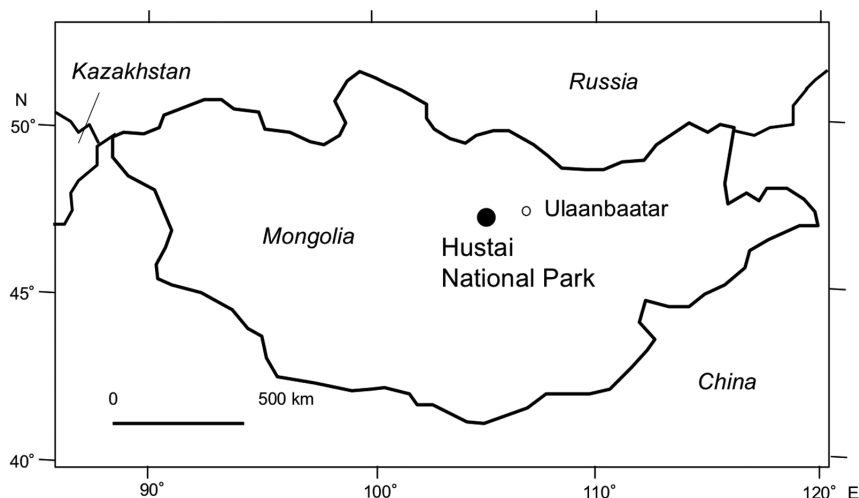 Kazakhstan
Russia
N
50°
Ulaanbaatar
Mongolia
Hustai
National Park
45°
China
0 500 km
40°
90° 100° 110° 120° E